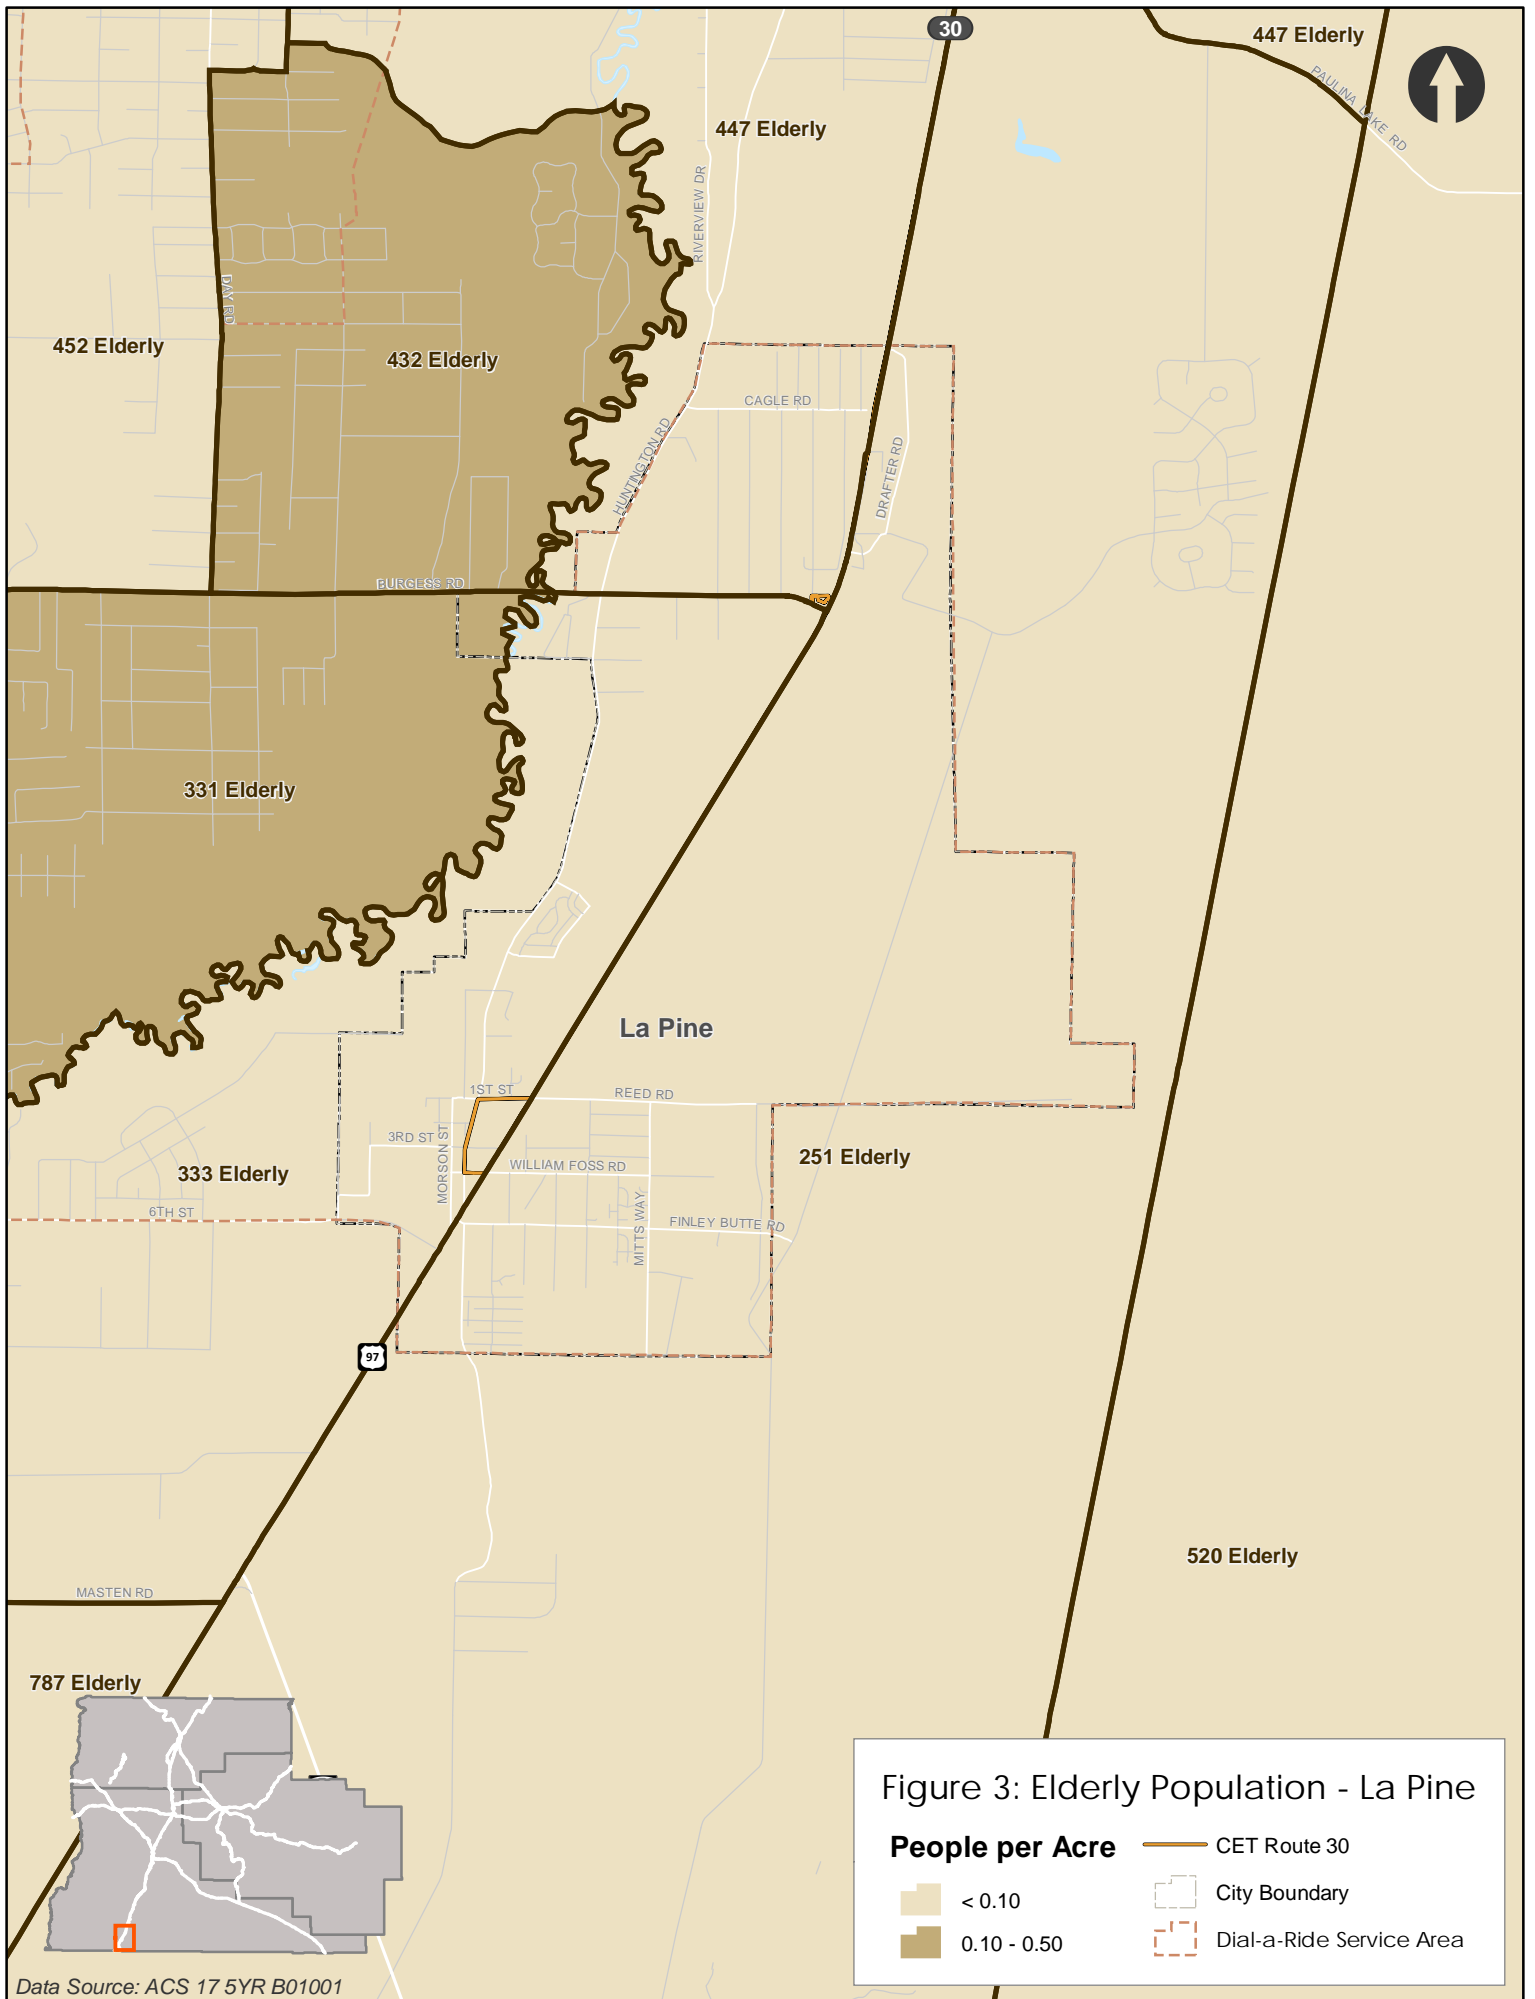 30
447 Elderly
PAULINA LAKE RD
447 Elderly
RIVERVIEW DR
DAY RD
452 Elderly
432 Elderly
CAGLE RD
HUNTINGTON RD
DRAFTER RD
BURGESS RD
331 Elderly
La Pine
1ST ST
REED RD
3RD ST
MORSON ST
WILLIAM FOSS RD
251 Elderly
333 Elderly
6TH ST
MITTS WAY
FINLEY BUTTE RD
97
520 Elderly
MASTEN RD
787 Elderly
Figure 3: Elderly Population - La Pine
People per Acre
< 0.10
0.10 - 0.50
CET Route 30
City Boundary
Dial-a-Ride Service Area
Data Source: ACS 17 5YR B01001